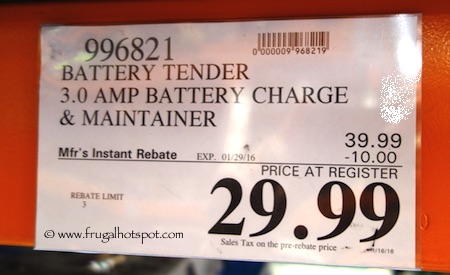 996821
0000009968219
BATTERY TENDER
3.0 AMP BATTERY CHARGE
& MAINTAINER
39.99
Mfr's Instant Rebate EXP. 01/29/16 -10.00
PRICE AT REGISTER
REBATE LIMIT
3
29.99
© www.frugalhotspot.com
Sales Tax on the pre-rebate price